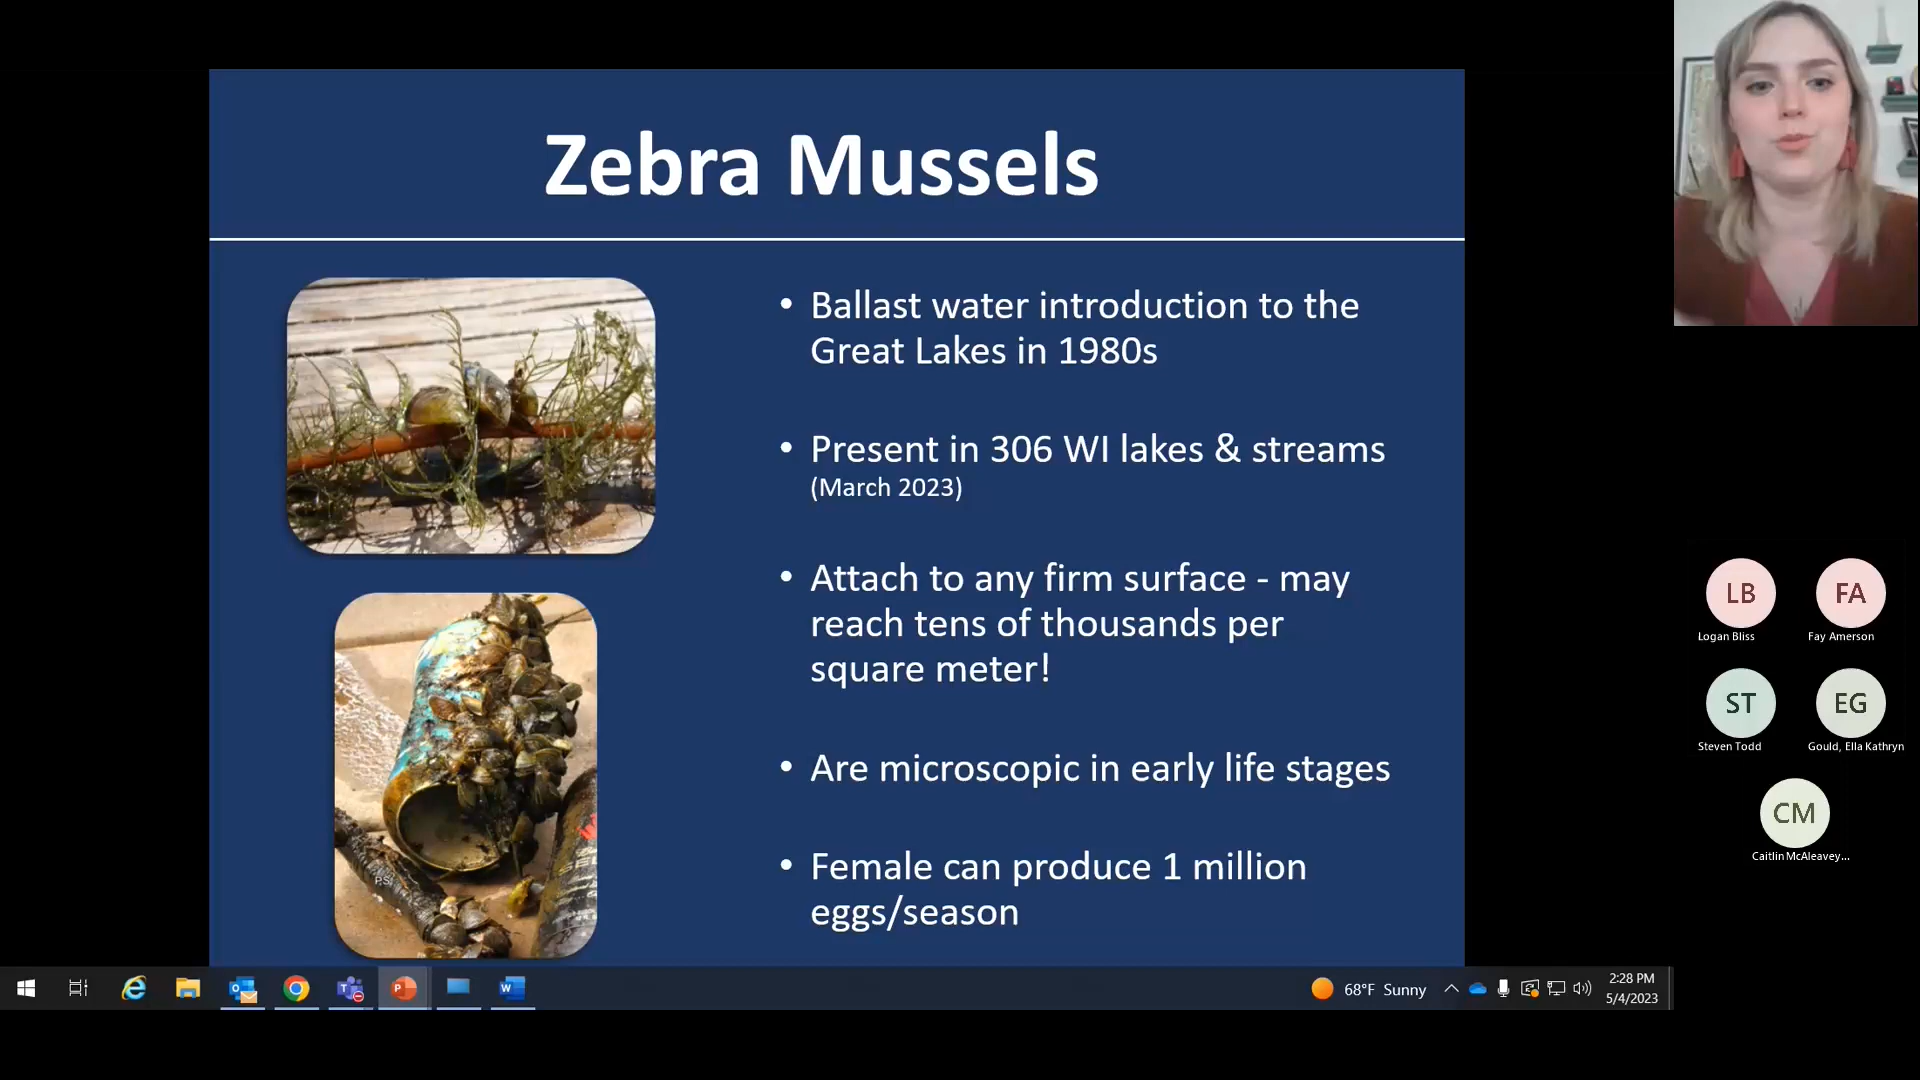 Zebra Mussels
• Ballast water introduction to the
Great Lakes in 1980s
• Present in 306 WI lakes & streams
(March 2023)
• Attach to any firm surface - may
reach tens of thousands per
square meter!
• Are microscopic in early life stages
• Female can produce 1 million
eggs/season
PS
LB
Logan Bliss
FA
Fay Amerson
ST
Steven Todd
EG
Gould, Ella Kathryn
CM
Caitlin McAleavey...
68°F Sunny
2:28 PM
5/4/2023